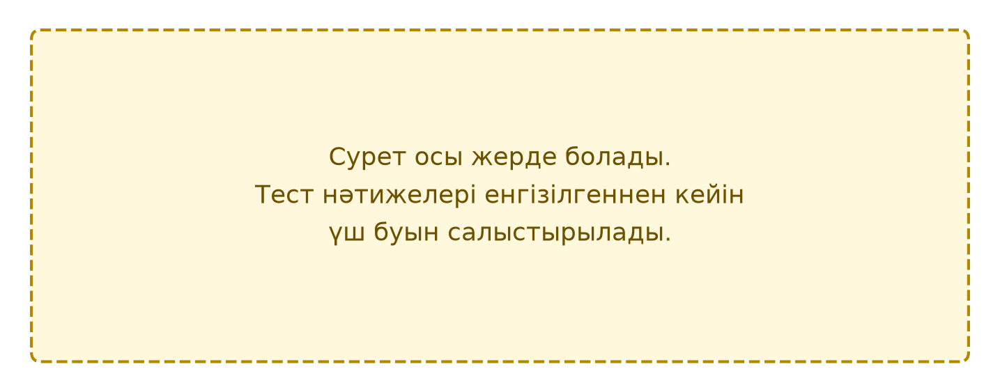 Сурет осы жерде болады.
Тест нәтижелері енгізілгеннен кейін
үш буын салыстырылады.